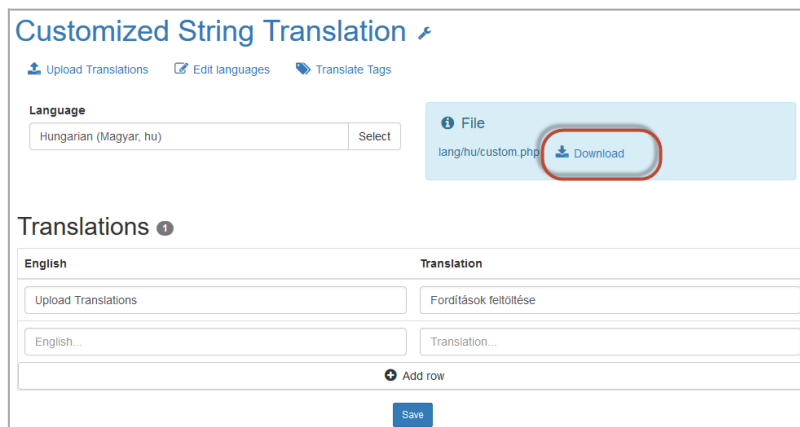 Customized String Translation
Upload Translations Edit languages Translate Tags
Language
Hungarian (Magyar, hu) Select
File
lang/hu/custom.php Download
Translations 1
English Translation
Upload Translations Fordítások feltöltése
English... Translation...
Add row
Save